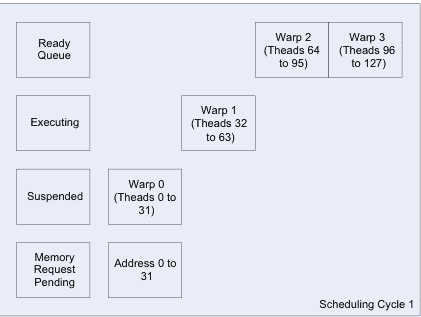 Ready
Queue
Warp 2
(Theads 64
to 95)
Warp 3
(Theads 96
to 127)
Executing
Warp 1
(Theads 32
to 63)
Suspended
Warp 0
(Theads 0 to
31)
Memory
Request
Pending
Address 0 to
31
Scheduling Cycle 1